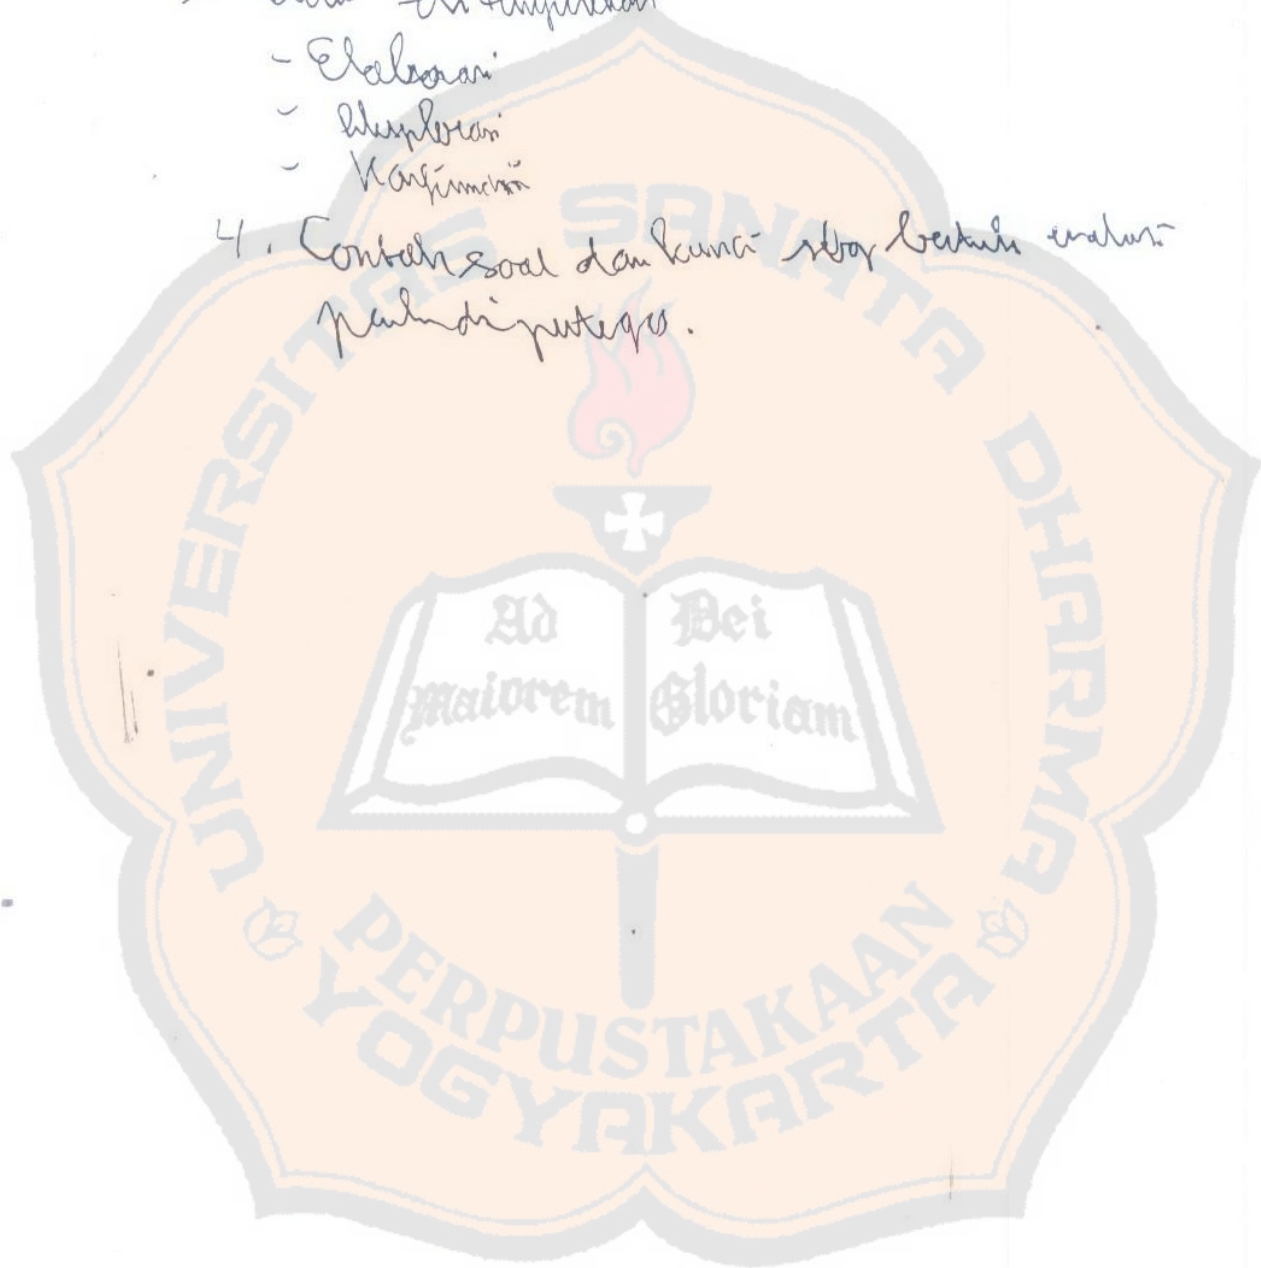 - Elaborasi
- Eksplorasi
- Konfirmasi
4. Contoh soal dan kunci sbg bentuk evaluasi
perlu dipertegas.
UNIVERSITAS SANATA DHARMA
Ad Dei
Maiorem Gloriam
PERPUSTAKAAN
YOGYAKARTA